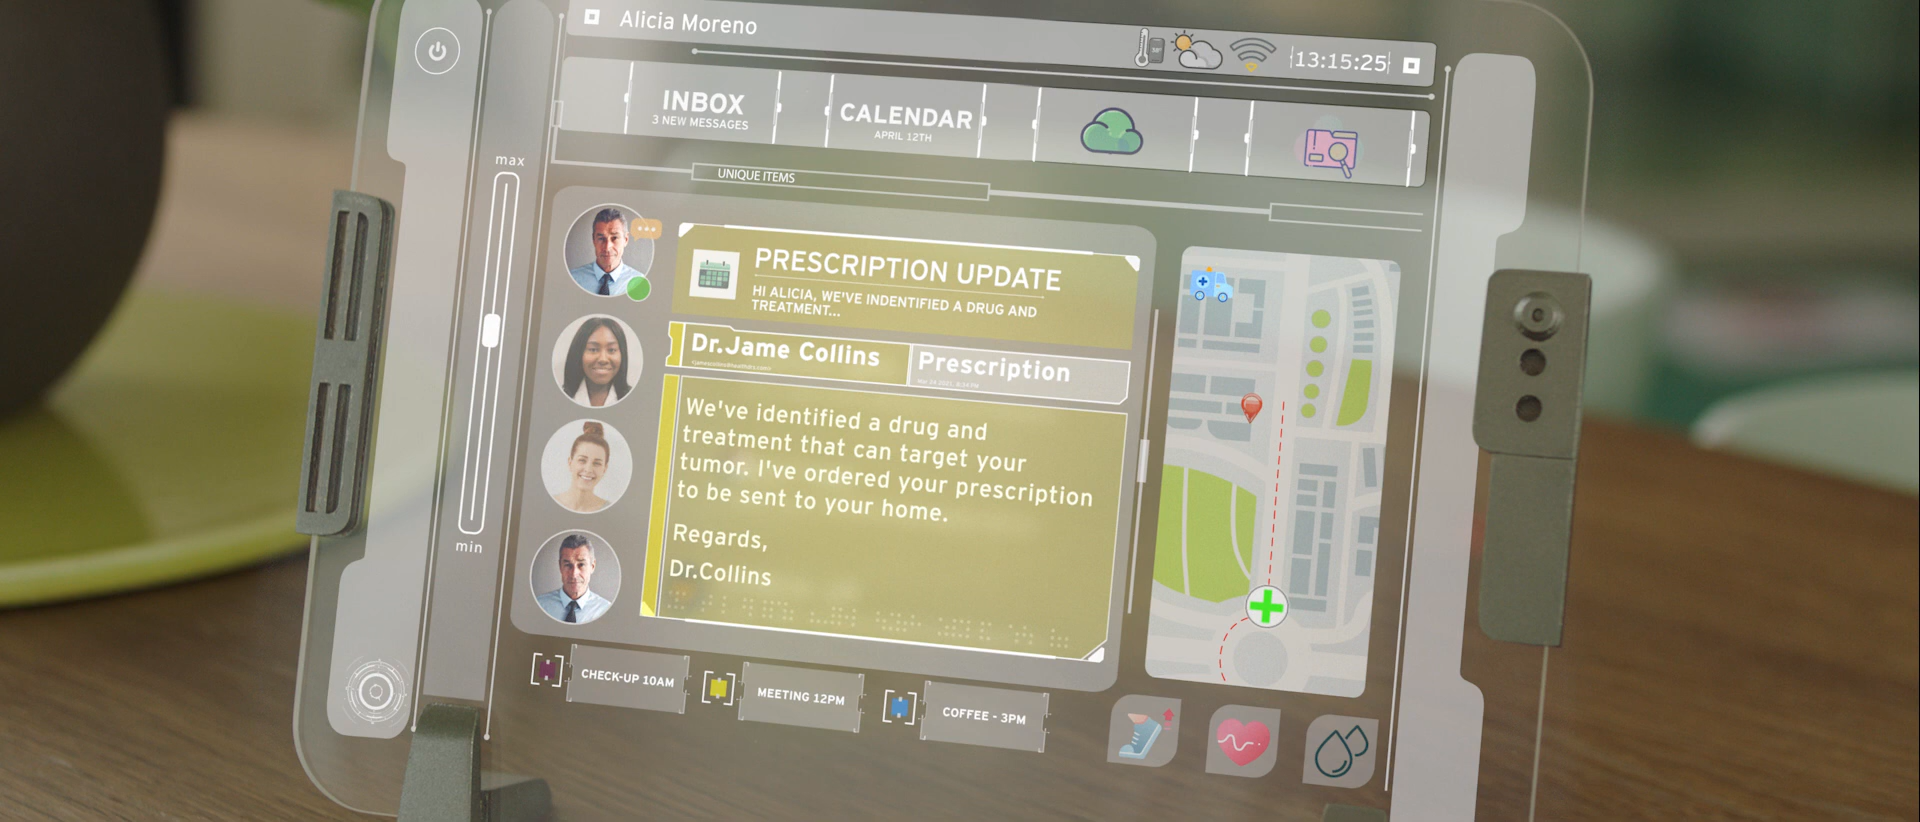 Alicia Moreno
13:15:25
INBOX
3 NEW MESSAGES
CALENDAR
APRIL 12TH
UNIQUE ITEMS
max
min
PRESCRIPTION UPDATE
HI ALICIA, WE'VE INDENTIFIED A DRUG AND
TREATMENT...
Dr.Jame Collins
Prescription
We've identified a drug and
treatment that can target your
tumor. I've ordered your prescription
to be sent to your home.
Regards,
Dr.Collins
CHECK-UP 10AM
MEETING 12PM
COFFEE - 3PM